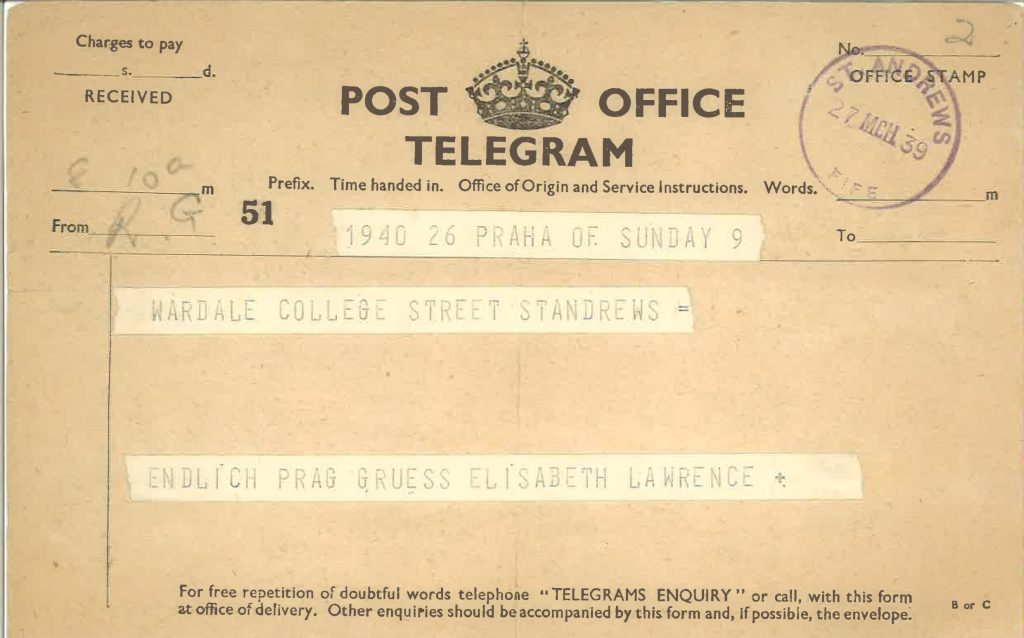 Charges to pay
s. d.
RECEIVED
POST OFFICE
TELEGRAM
No. 2
OFFICE STAMP
ST. ANDREWS
27 MCH 39
FIFE
8 10a m
Prefix. Time handed in. Office of Origin and Service Instructions. Words.
m
From R.G
51
1940 26 PRAHA OF SUNDAY 9
To
WARDALE COLLEGE STREET STANDREWS =
ENDLICH PRAG GRUESS ELISABETH LAWRENCE +
For free repetition of doubtful words telephone "TELEGRAMS ENQUIRY" or call, with this form
at office of delivery. Other enquiries should be accompanied by this form and, if possible, the envelope.
B or C